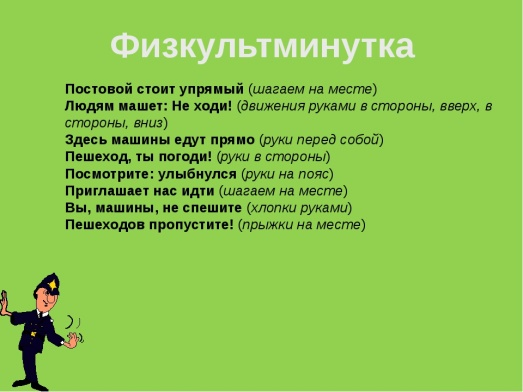 Физкультминутка
Постовой стоит упрямый (шагаем на месте)
Людям машет: Не ходи! (движения руками в стороны, вверх, в
стороны, вниз)
Здесь машины едут прямо (руки перед собой)
Пешеход, ты погоди! (руки в стороны)
Посмотрите: улыбнулся (руки на пояс)
Приглашает нас идти (шагаем на месте)
Вы, машины, не спешите (хлопки руками)
Пешеходов пропустите! (прыжки на месте)